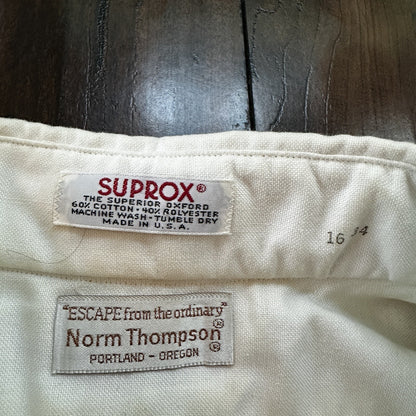 SUPROX®
THE SUPERIOR OXFORD
60% COTTON - 40% POLYESTER
MACHINE WASH - TUMBLE DRY
MADE IN U.S.A.
16 34
"ESCAPE from the ordinary"®
Norm Thompson®
PORTLAND - OREGON